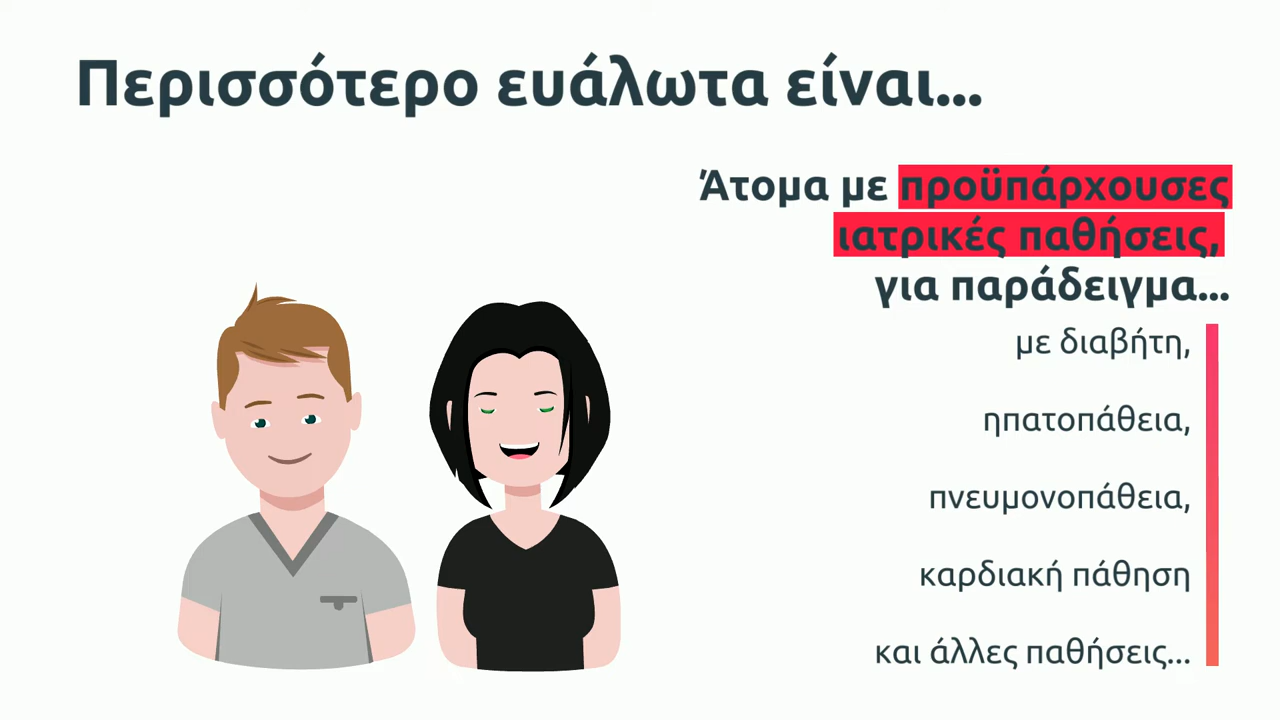 Περισσότερο ευάλωτα είναι...
Άτομα με προϋπάρχουσες
ιατρικές παθήσεις,
για παράδειγμα...
με διαβήτη,
ηπατοπάθεια,
πνευμονοπάθεια,
καρδιακή πάθηση
και άλλες παθήσεις...